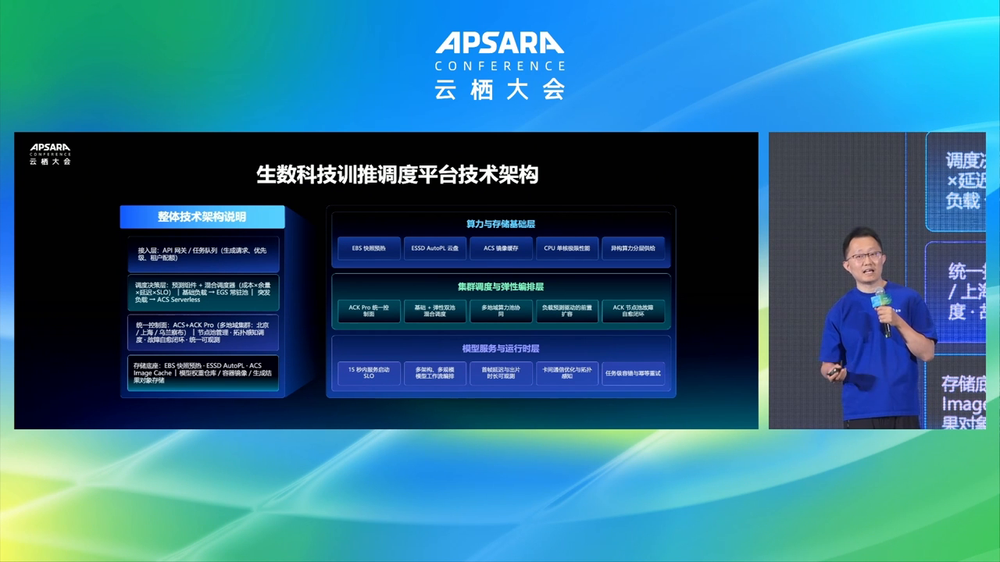 APSARA
CONFERENCE
云栖大会
APSARA
CONFERENCE
云栖大会
生数科技训推调度平台技术架构
整体技术架构说明
接入层：API 网关 / 任务队列（生成请求、优先
级、租户配额）
调度决策层：预测组件 + 混合调度器（成本×余量
×延迟×SLO）｜ 基础负载 → EGS 常驻池 ｜ 突发
负载 → ACS Serverless
统一控制面：ACS+ACK Pro（多地域集群：北京
/ 上海 / 乌兰察布）｜节点池管理 · 拓扑感知调
度 · 故障自愈闭环 · 统一可观测
存储底座：EBS 快照预热 · ESSD AutoPL · ACS
Image Cache｜ 模型权重仓库 / 容器镜像 / 生成结
果对象存储
算力与存储基础层
EBS 快照预热
ESSD AutoPL 云盘
ACS 镜像缓存
CPU 单核极限性能
异构算力分层供给
集群调度与弹性编排层
ACK Pro 统一控
制面
基础 + 弹性双池
混合调度
多地域算力池协
同
负载预测驱动的前置
扩容
ACK 节点池故障
自愈闭环
模型服务与运行时层
15 秒内服务启动
SLO
多架构、多规模
模型工作流编排
首帧延迟与出片
时长可观测
卡间通信优化与拓扑
感知
任务级容错与幂等重试
调度决
×延迟
负载
统一控
/ 上海
度 · 故
存储底
Image
果对象